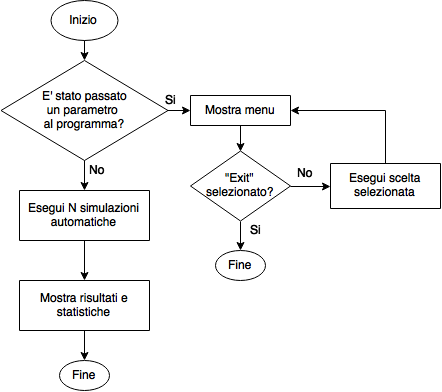 Inizio
E' stato passato
un parametro
al programma?
Si
Mostra menu
No
"Exit"
selezionato?
No
Esegui scelta
selezionata
Si
Fine
Esegui N simulazioni
automatiche
Mostra risultati e
statistiche
Fine